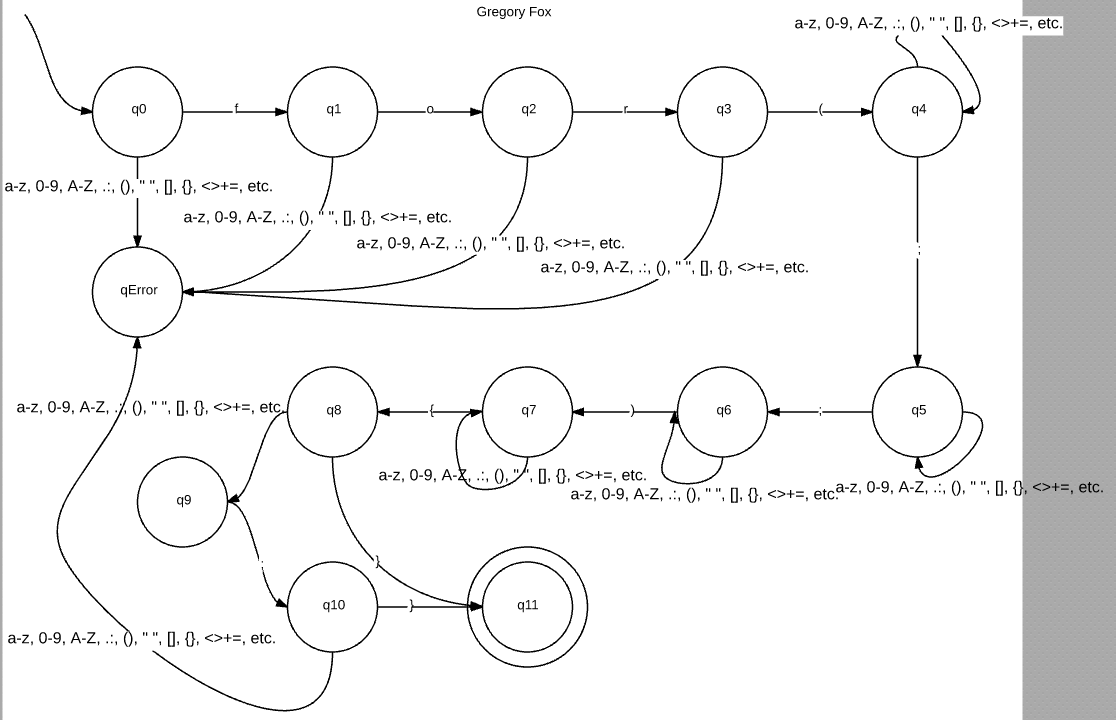 Gregory Fox
a-z, 0-9, A-Z, .:, (), " ", [], {}, <>+=, etc.
q0
f
q1
o
q2
r
q3
(
q4
a-z, 0-9, A-Z, .:, (), " ", [], {}, <>+=, etc.
a-z, 0-9, A-Z, .:, (), " ", [], {}, <>+=, etc.
a-z, 0-9, A-Z, .:, (), " ", [], {}, <>+=, etc.
;
a-z, 0-9, A-Z, .:, (), " ", [], {}, <>+=, etc.
qError
a-z, 0-9, A-Z, .:, (), " ", [], {}, <>+=, etc.
q8
{
q7
)
q6
;
q5
a-z, 0-9, A-Z, .:, (), " ", [], {}, <>+=, etc.
a-z, 0-9, A-Z, .:, (), " ", [], {}, <>+=, etc.
a-z, 0-9, A-Z, .:, (), " ", [], {}, <>+=, etc.
q9
}
;
q10
}
q11
a-z, 0-9, A-Z, .:, (), " ", [], {}, <>+=, etc.